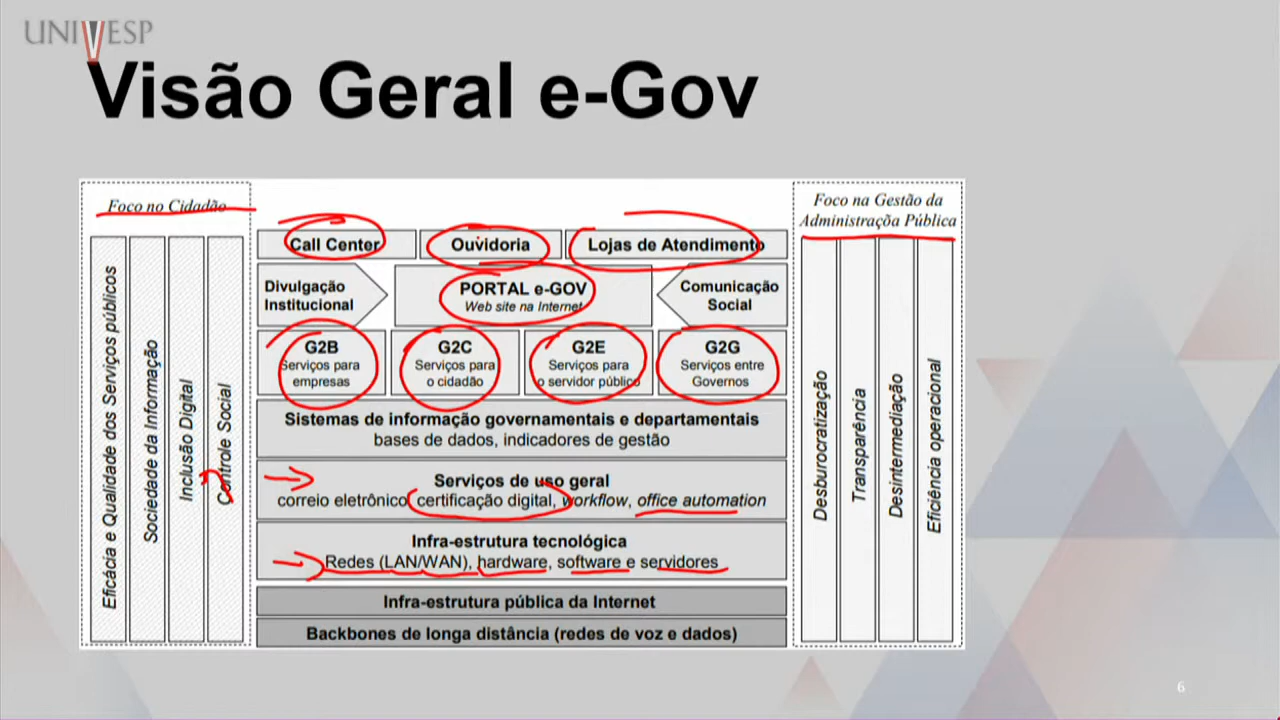 UNIVESP
Visão Geral e-Gov
Foco no Cidadão
Eficácia e Qualidade dos Serviços públicos
Sociedade da Informação
Inclusão Digital
Controle Social
Call Center
Ouvidoria
Lojas de Atendimento
Divulgação
Institucional
PORTAL e-GOV
Web site na Internet
Comunicação
Social
G2B
Serviços para
empresas
G2C
Serviços para
o cidadão
G2E
Serviços para
o servidor público
G2G
Serviços entre
Governos
Sistemas de informação governamentais e departamentais
bases de dados, indicadores de gestão
Serviços de uso geral
correio eletrônico, certificação digital, workflow, office automation
Infra-estrutura tecnológica
Redes (LAN/WAN), hardware, software e servidores
Infra-estrutura pública da Internet
Backbones de longa distância (redes de voz e dados)
Foco na Gestão da
Administração Pública
Desburocratização
Transparência
Desintermediação
Eficiência operacional
6